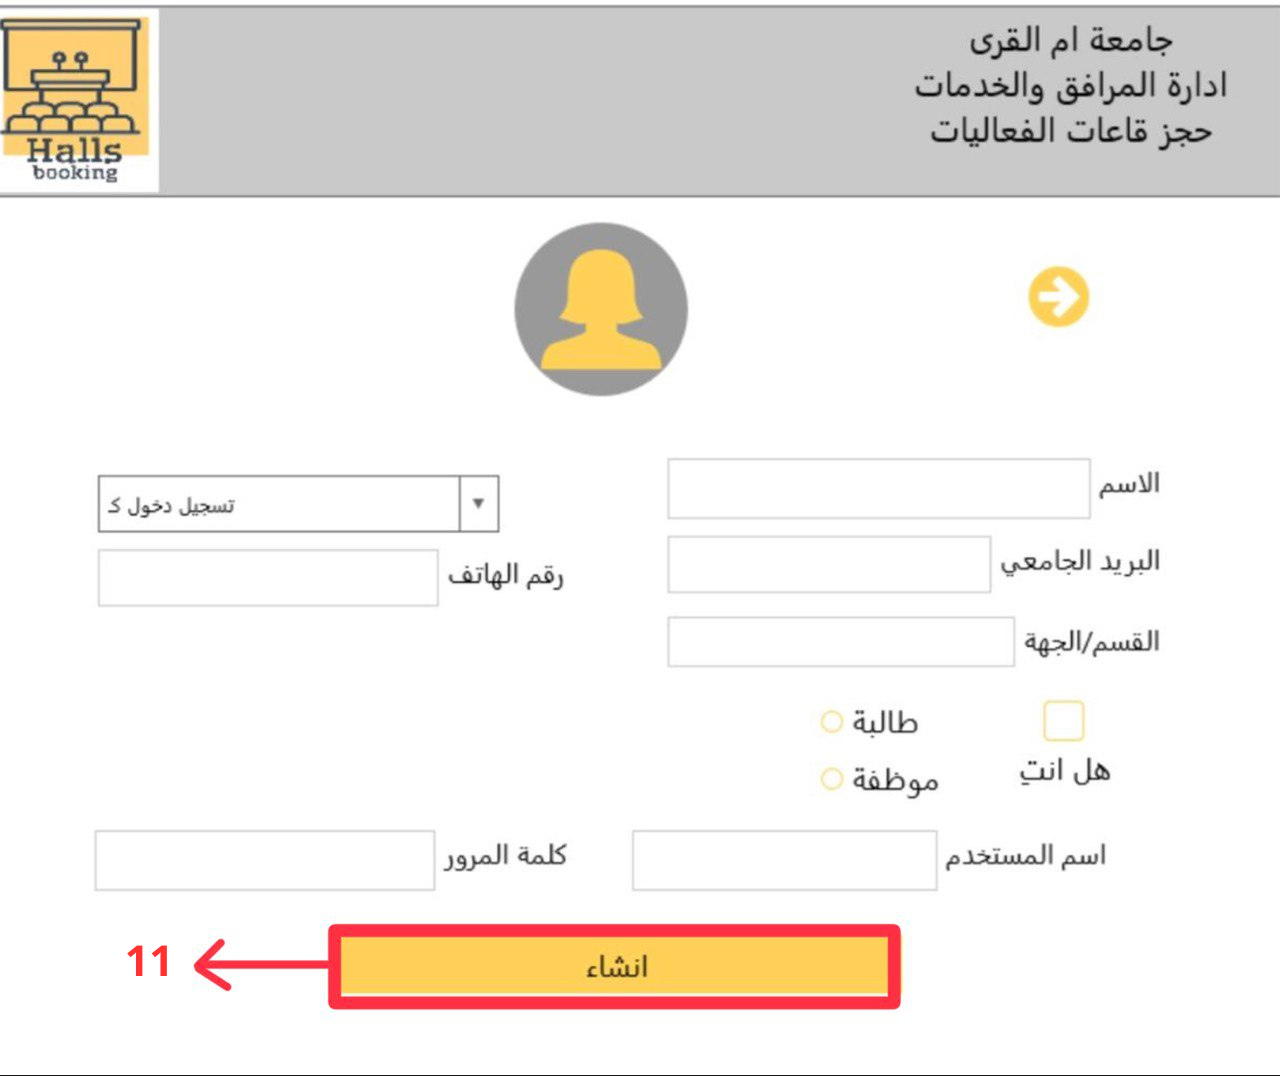 جامعة ام القرى
ادارة المرافق والخدمات
حجز قاعات الفعاليات
Halls
booking
الاسم
تسجيل دخول كـ
البريد الجامعي
رقم الهاتف
القسم/الجهة
هل انتِ
طالبة
موظفة
اسم المستخدم
كلمة المرور
انشاء
11